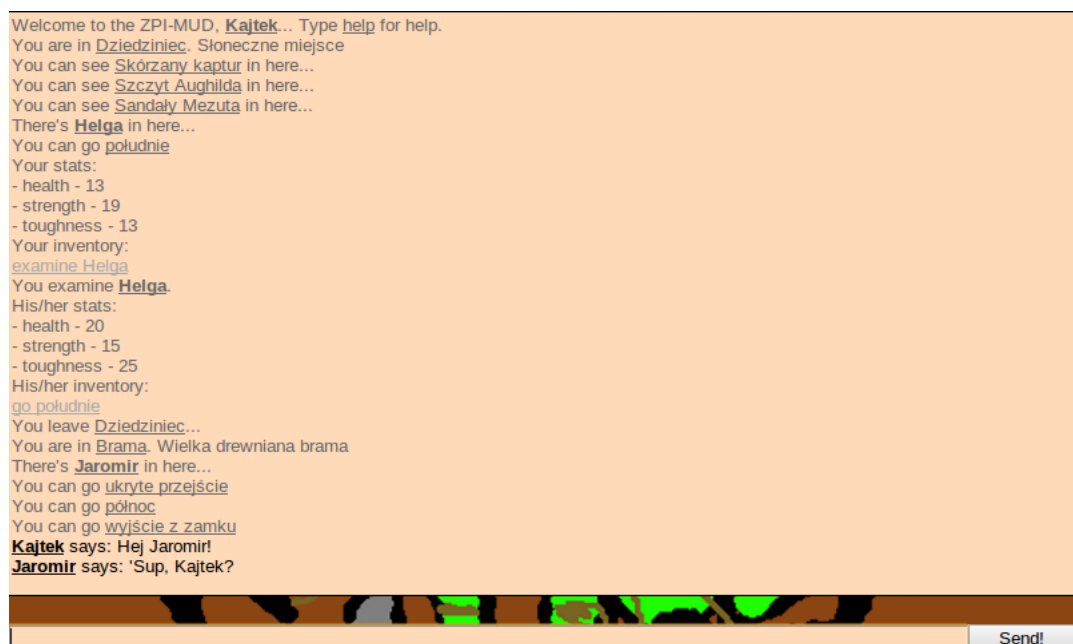 Welcome to the ZPI-MUD, Kajtek... Type help for help.
You are in Dziedziniec. Słoneczne miejsce
You can see Skórzany kaptur in here...
You can see Szczyt Aughilda in here...
You can see Sandały Mezuta in here...
There's Helga in here...
You can go południe
Your stats:
- health - 13
- strength - 19
- toughness - 13
Your inventory:
examine Helga
You examine Helga.
His/her stats:
- health - 20
- strength - 15
- toughness - 25
His/her inventory:
go południe
You leave Dziedziniec...
You are in Brama. Wielka drewniana brama
There's Jaromir in here...
You can go ukryte przejście
You can go północ
You can go wyjście z zamku
Kajtek says: Hej Jaromir!
Jaromir says: 'Sup, Kajtek?
Send!